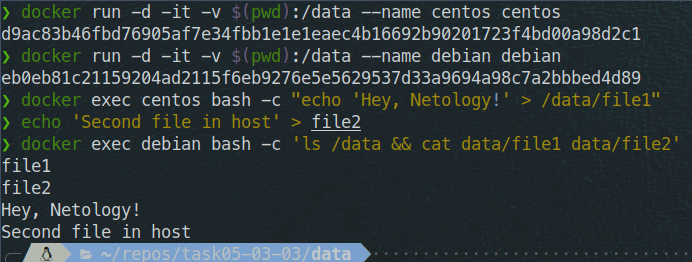 ❯ docker run -d -it -v $(pwd):/data --name centos centos
d9ac83b46fbd76905af7e34fbb1e1e1eaec4b16692b90201723f4bd00a98d2c1
❯ docker run -d -it -v $(pwd):/data --name debian debian
eb0eb81c21159204ad2115f6eb9276e5e5629537d33a9694a98c7a2bbbed4d89
❯ docker exec centos bash -c "echo 'Hey, Netology!' > /data/file1"
❯ echo 'Second file in host' > file2
❯ docker exec debian bash -c 'ls /data && cat data/file1 data/file2'
file1
file2
Hey, Netology!
Second file in host
~/repos/task05-03-03/data